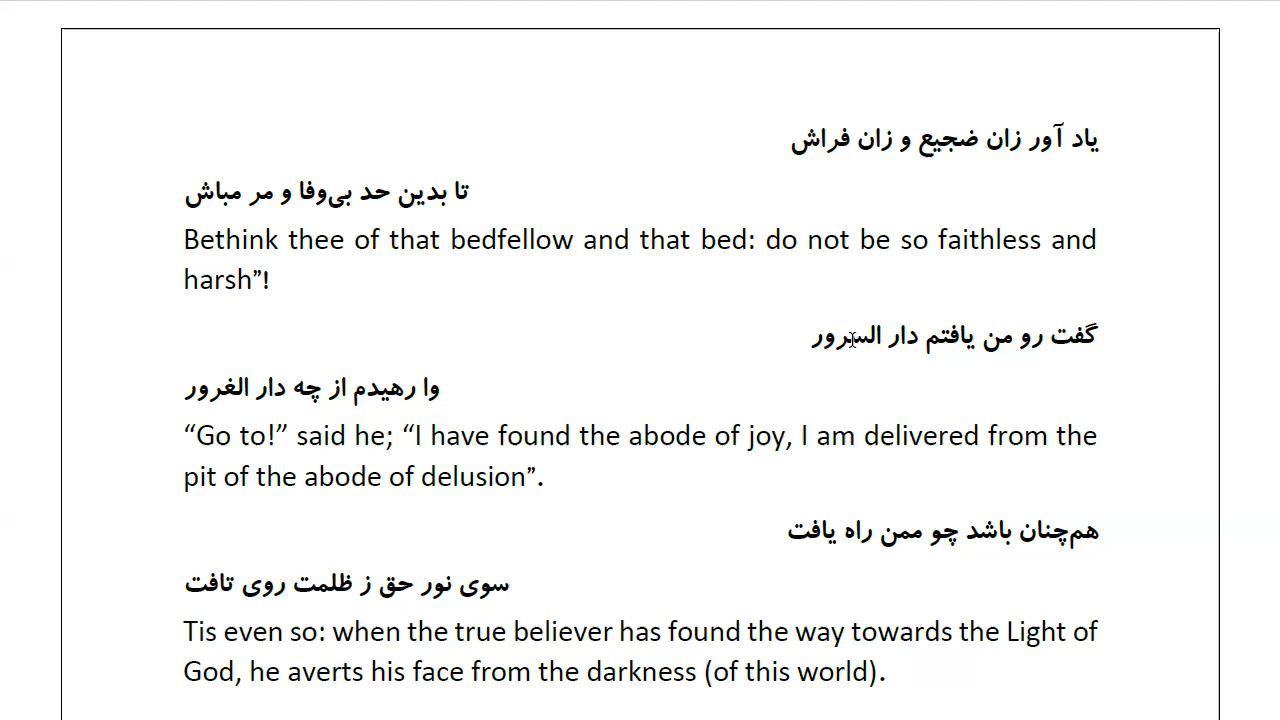 یاد آور زان ضجیع و زان فراش
تا بدین حد بی‌وفا و مر مباش
Bethink thee of that bedfellow and that bed: do not be so faithless and
harsh”!
گفت رو من یافتم دار السرور
وا رهیدم از چه دار الغرور
“Go to!” said he; “I have found the abode of joy, I am delivered from the
pit of the abode of delusion”.
هم‌چنان باشد چو ممن راه یافت
سوی نور حق ز ظلمت روی تافت
Tis even so: when the true believer has found the way towards the Light of
God, he averts his face from the darkness (of this world).